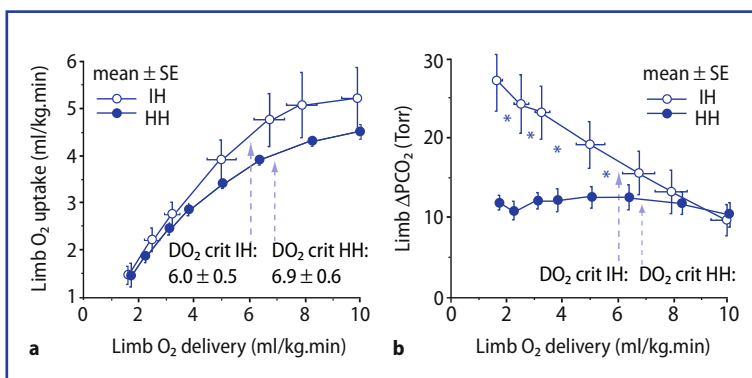 mean ± SE
IH
HH
Limb O₂ uptake (ml/kg.min)
6
5
4
3
2
1
DO₂ crit IH:
6.0 ± 0.5
DO₂ crit HH:
6.9 ± 0.6
2
4
6
8
10
a
Limb O₂ delivery (ml/kg.min)
mean ± SE
IH
HH
Limb ΔPCO₂ (Torr)
30
20
10
0
*
*
*
*
DO₂ crit IH:
DO₂ crit HH:
2
4
6
8
10
b
Limb O₂ delivery (ml/kg.min)